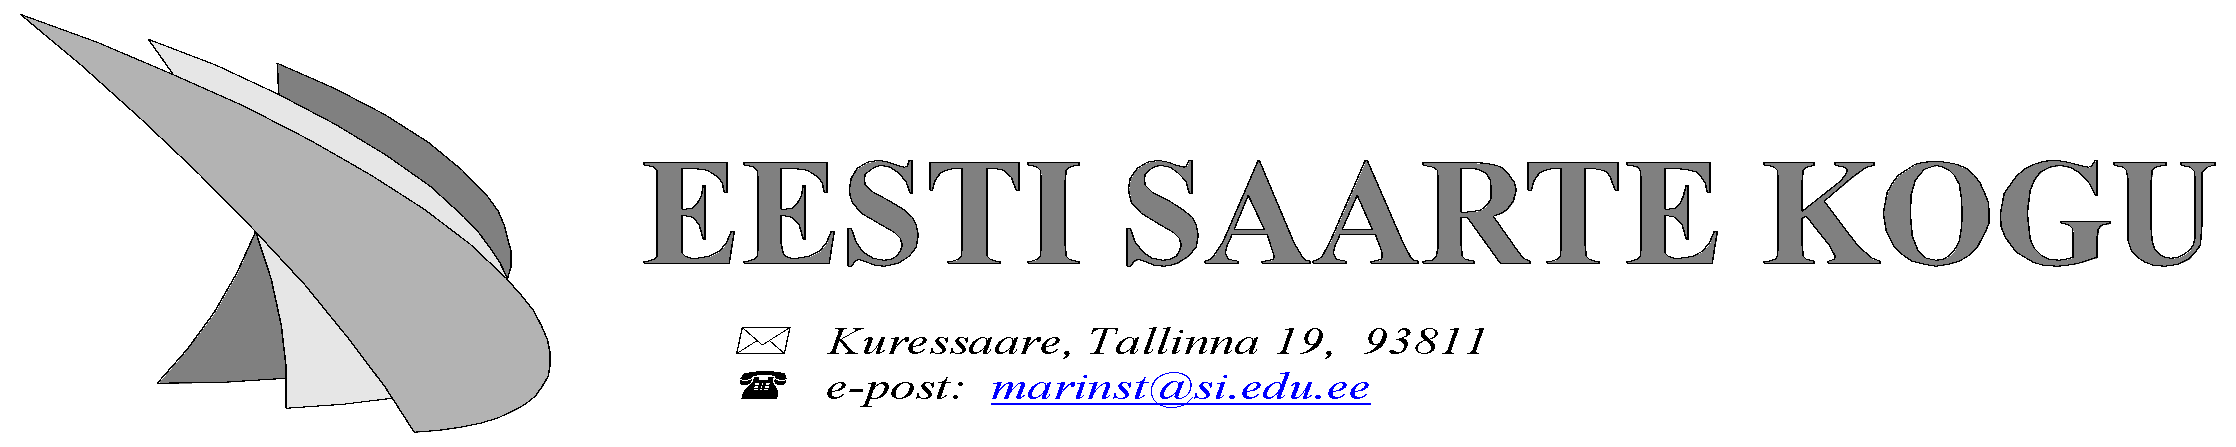 EESTI SAARTE KOGU
Kuressaare, Tallinna 19, 93811
e-post: marinst@si.edu.ee